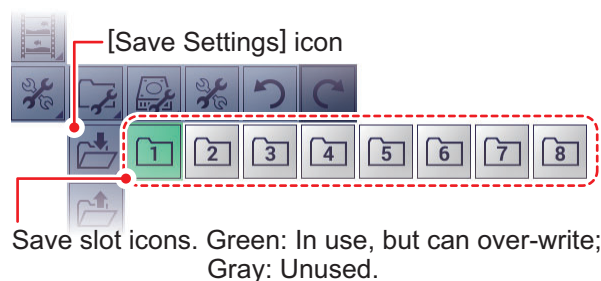 [Save Settings] icon
1 2 3 4 5 6 7 8
Save slot icons. Green: In use, but can over-write;
Gray: Unused.